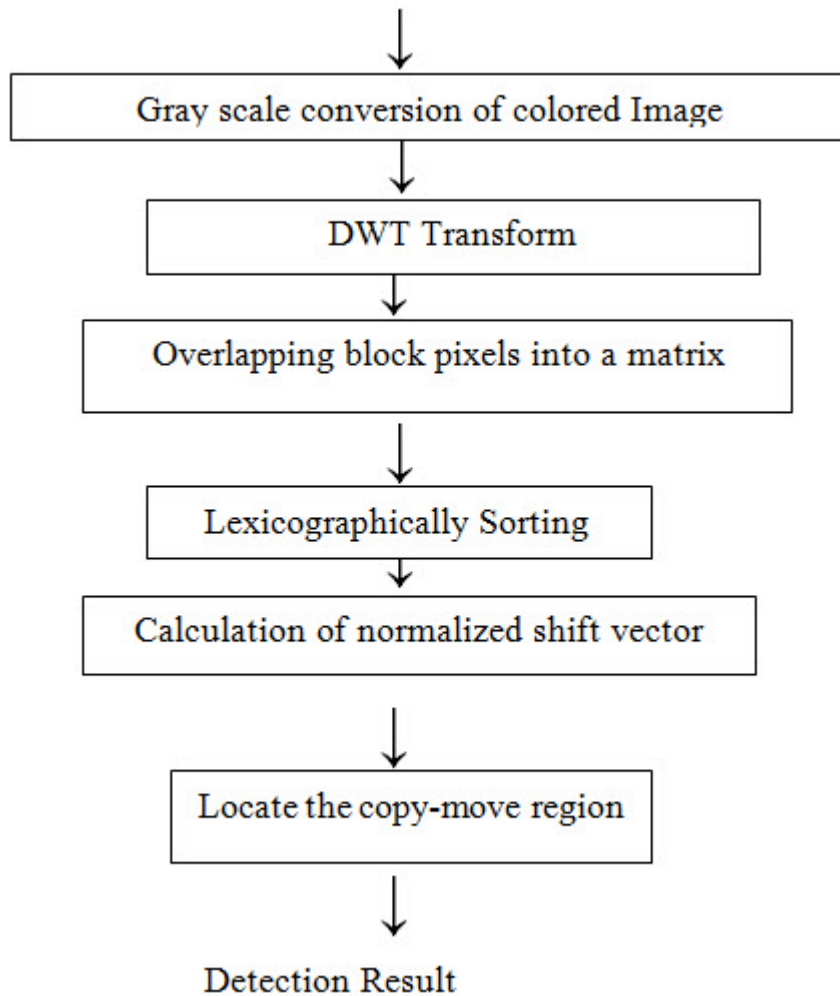 Gray scale conversion of colored Image
DWT Transform
Overlapping block pixels into a matrix
Lexicographically Sorting
Calculation of normalized shift vector
Locate the copy-move region
Detection Result